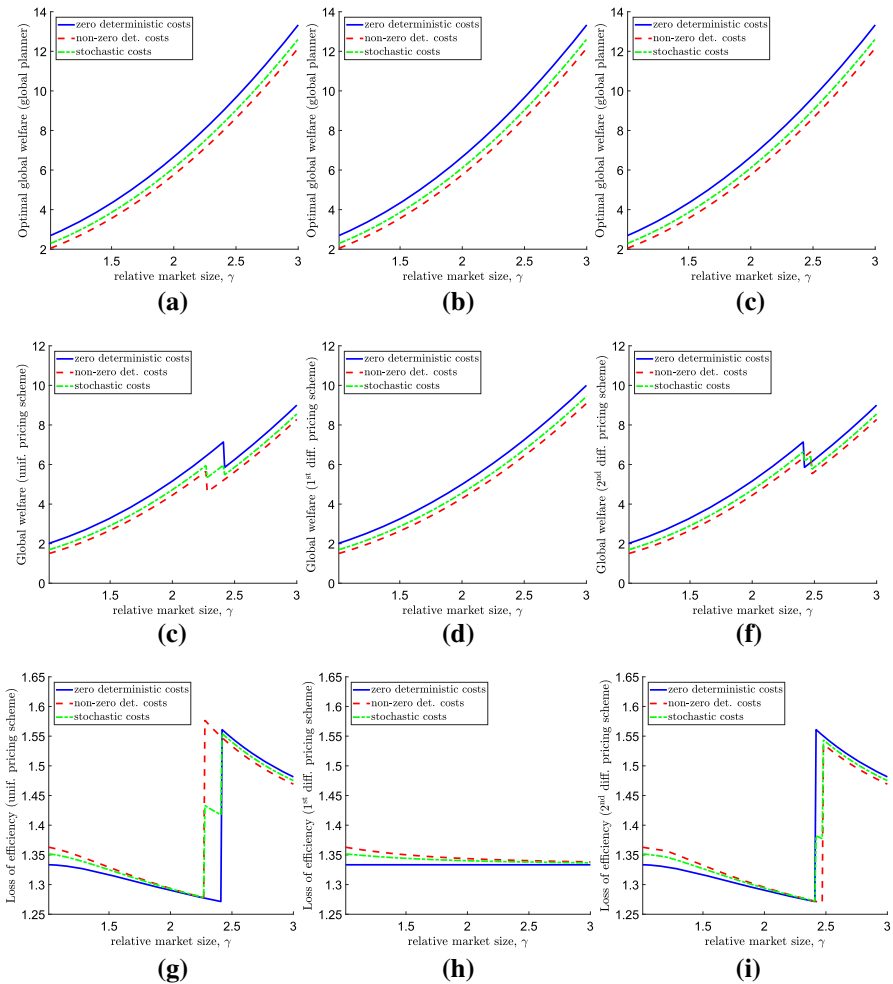 Optimal global welfare (global planner)
14
12
10
8
6
4
2
zero deterministic costs
non-zero det. costs
stochastic costs
1.5
2
2.5
3
relative market size, γ
(a)
Optimal global welfare (global planner)
14
12
10
8
6
4
2
zero deterministic costs
non-zero det. costs
stochastic costs
1.5
2
2.5
3
relative market size, γ
(b)
Optimal global welfare (global planner)
14
12
10
8
6
4
2
zero deterministic costs
non-zero det. costs
stochastic costs
1.5
2
2.5
3
relative market size, γ
(c)
Global welfare (unif. pricing scheme)
12
10
8
6
4
2
0
zero deterministic costs
non-zero det. costs
stochastic costs
1.5
2
2.5
3
relative market size, γ
(c)
Global welfare (1st diff. pricing scheme)
12
10
8
6
4
2
0
zero deterministic costs
non-zero det. costs
stochastic costs
1.5
2
2.5
3
relative market size, γ
(d)
Global welfare (2nd diff. pricing scheme)
12
10
8
6
4
2
0
zero deterministic costs
non-zero det. costs
stochastic costs
1.5
2
2.5
3
relative market size, γ
(f)
Loss of efficiency (unif. pricing scheme)
1.65
1.6
1.55
1.5
1.45
1.4
1.35
1.3
1.25
zero deterministic costs
non-zero det. costs
stochastic costs
1.5
2
2.5
3
relative market size, γ
(g)
Loss of efficiency (1st diff. pricing scheme)
1.65
1.6
1.55
1.5
1.45
1.4
1.35
1.3
1.25
zero deterministic costs
non-zero det. costs
stochastic costs
1.5
2
2.5
3
relative market size, γ
(h)
Loss of efficiency (2nd diff. pricing scheme)
1.65
1.6
1.55
1.5
1.45
1.4
1.35
1.3
1.25
zero deterministic costs
non-zero det. costs
stochastic costs
1.5
2
2.5
3
relative market size, γ
(i)